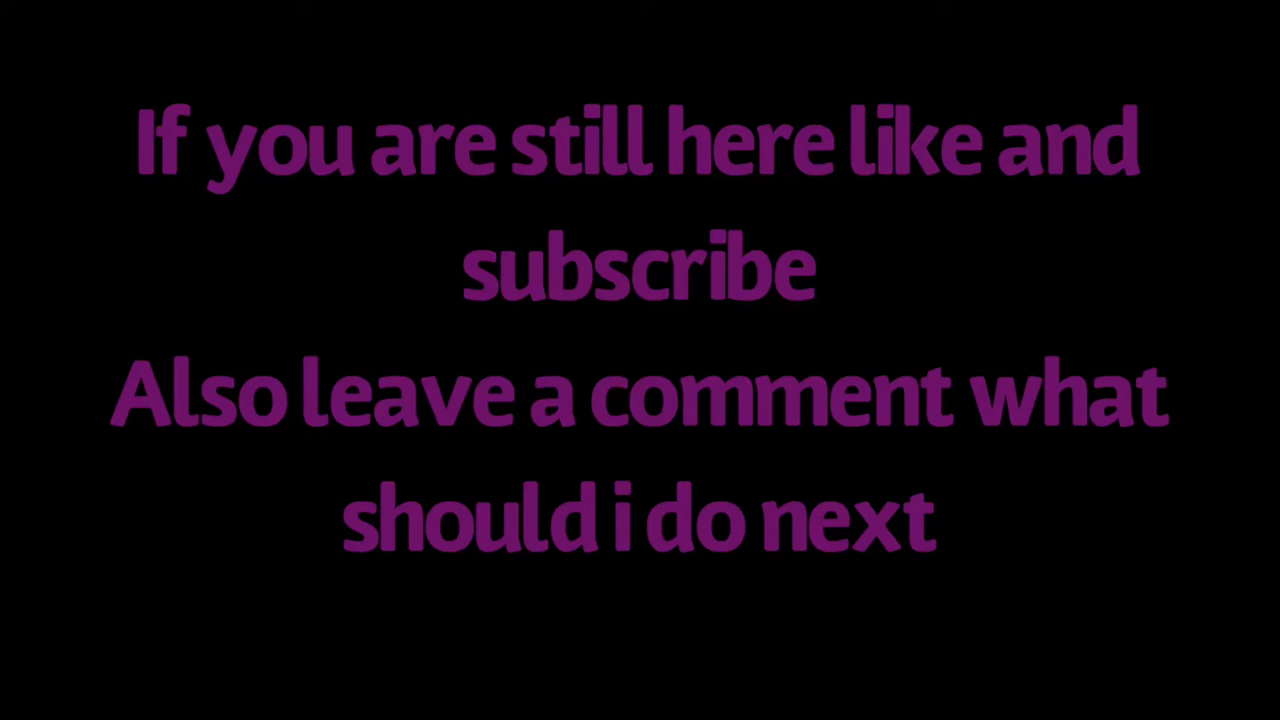 If you are still here like and
subscribe
Also leave a comment what
should i do next